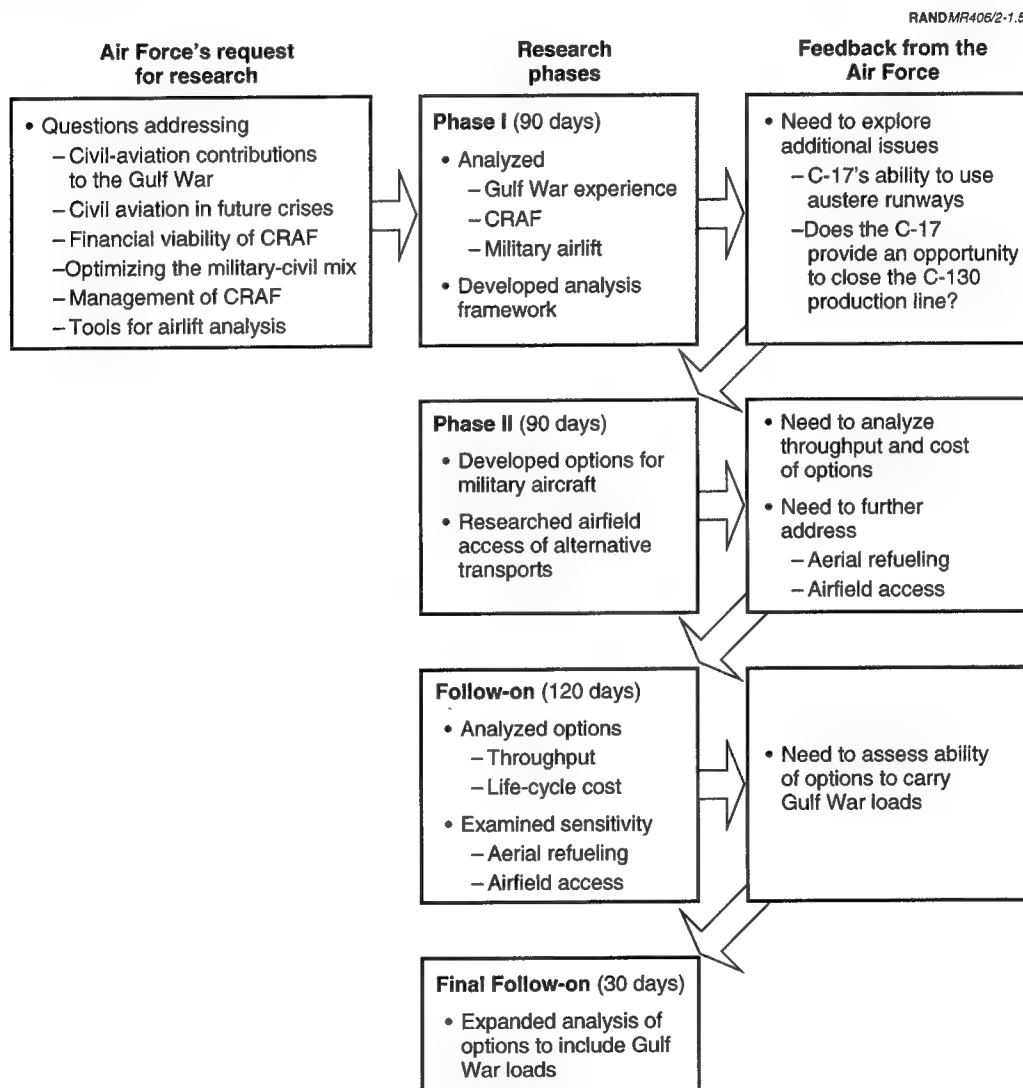 RANDMR406/2-1.5
Air Force's request
for research
Research
phases
Feedback from the
Air Force
• Questions addressing
– Civil-aviation contributions
to the Gulf War
– Civil aviation in future crises
– Financial viability of CRAF
–Optimizing the military-civil mix
– Management of CRAF
– Tools for airlift analysis
Phase I (90 days)
• Analyzed
– Gulf War experience
– CRAF
– Military airlift
• Developed analysis
framework
• Need to explore
additional issues
– C-17's ability to use
austere runways
–Does the C-17
provide an opportunity
to close the C-130
production line?
Phase II (90 days)
• Developed options for
military aircraft
• Researched airfield
access of alternative
transports
• Need to analyze
throughput and cost
of options
• Need to further
address
– Aerial refueling
– Airfield access
Follow-on (120 days)
• Analyzed options
– Throughput
– Life-cycle cost
• Examined sensitivity
– Aerial refueling
– Airfield access
• Need to assess ability
of options to carry
Gulf War loads
Final Follow-on (30 days)
• Expanded analysis of
options to include Gulf
War loads